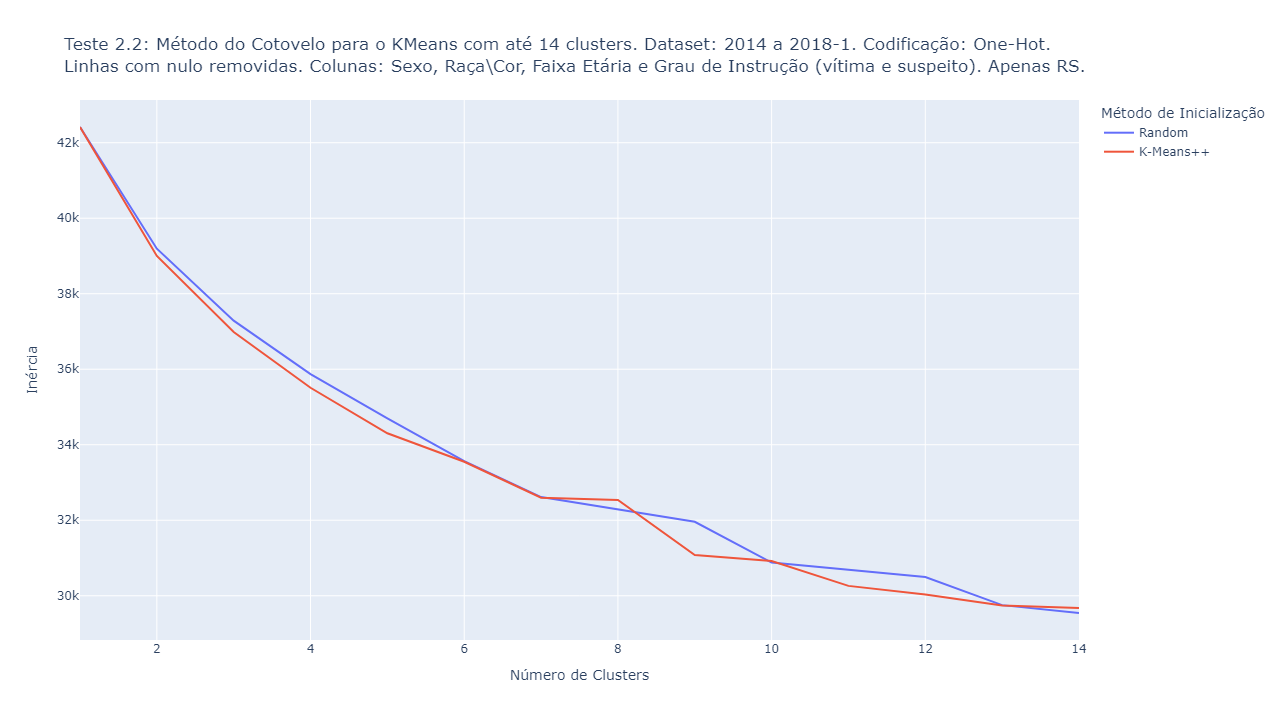 Teste 2.2: Método do Cotovelo para o KMeans com até 14 clusters. Dataset: 2014 a 2018-1. Codificação: One-Hot.
Linhas com nulo removidas. Colunas: Sexo, Raça\Cor, Faixa Etária e Grau de Instrução (vítima e suspeito). Apenas RS.
Método de Inicialização
Random
K-Means++
42k
40k
38k
36k
34k
32k
30k
Inércia
2 4 6 8 10 12 14
Número de Clusters